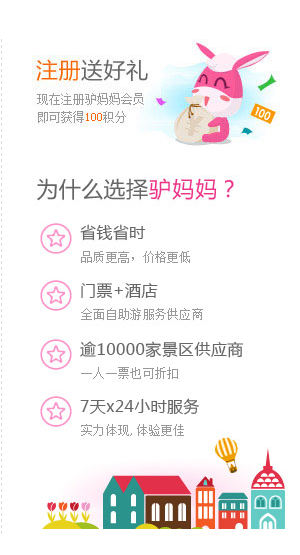 注册送好礼
现在注册驴妈妈会员
即可获得100积分
100
为什么选择驴妈妈？
省钱省时
品质更高，价格更低
门票+酒店
全面自助游服务供应商
逾10000家景区供应商
一人一票也可折扣
7天x24小时服务
实力体现,体验更佳